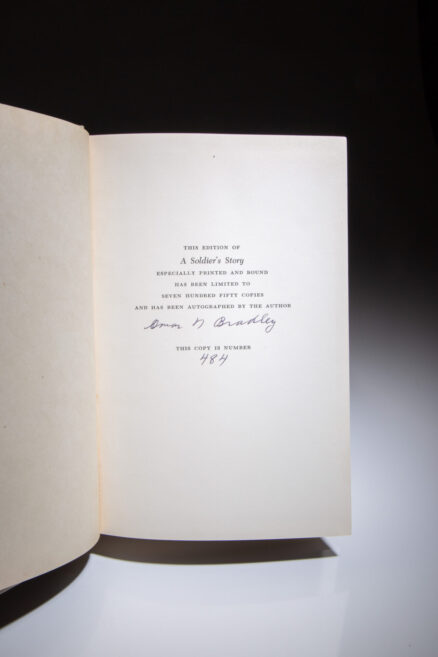 THIS EDITION OF
A Soldier's Story
ESPECIALLY PRINTED AND BOUND
HAS BEEN LIMITED TO
SEVEN HUNDRED FIFTY COPIES
AND HAS BEEN AUTOGRAPHED BY THE AUTHOR
Omar N Bradley
THIS COPY IS NUMBER
484